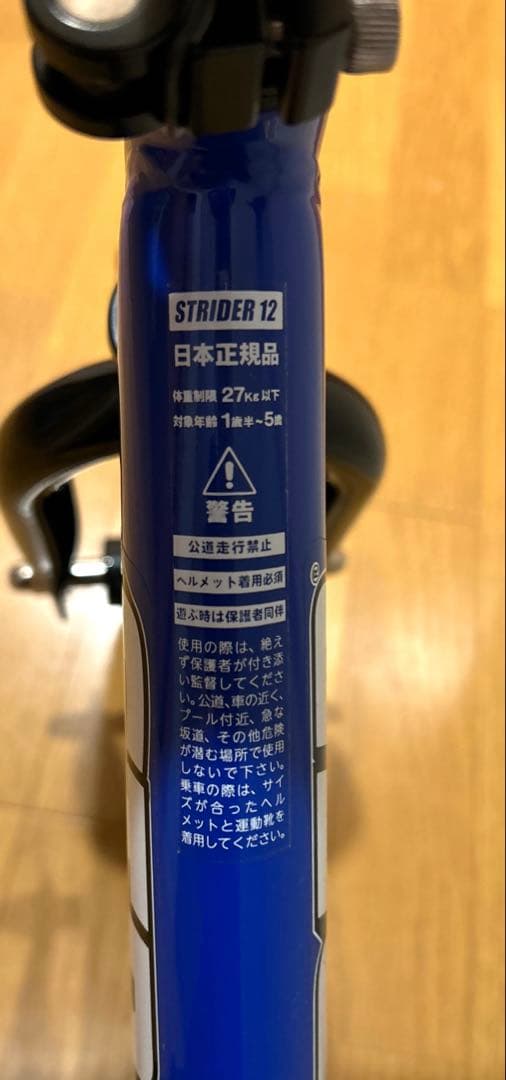 STRIDER 12
日本正規品
体重制限 27Kg以下
対象年齢 1歳半~5歳
警告
公道走行禁止
ヘルメット着用必須
遊ぶ時は保護者同伴
使用の際は、絶え
ず保護者が付き添
い監督してくださ
い。公道、車の近く、
プール付近、急な
坂道、その他危険
が潜む場所で使用
しないで下さい。
乗車の際は、サイ
ズが合ったヘル
メットと運動靴を
着用してください。